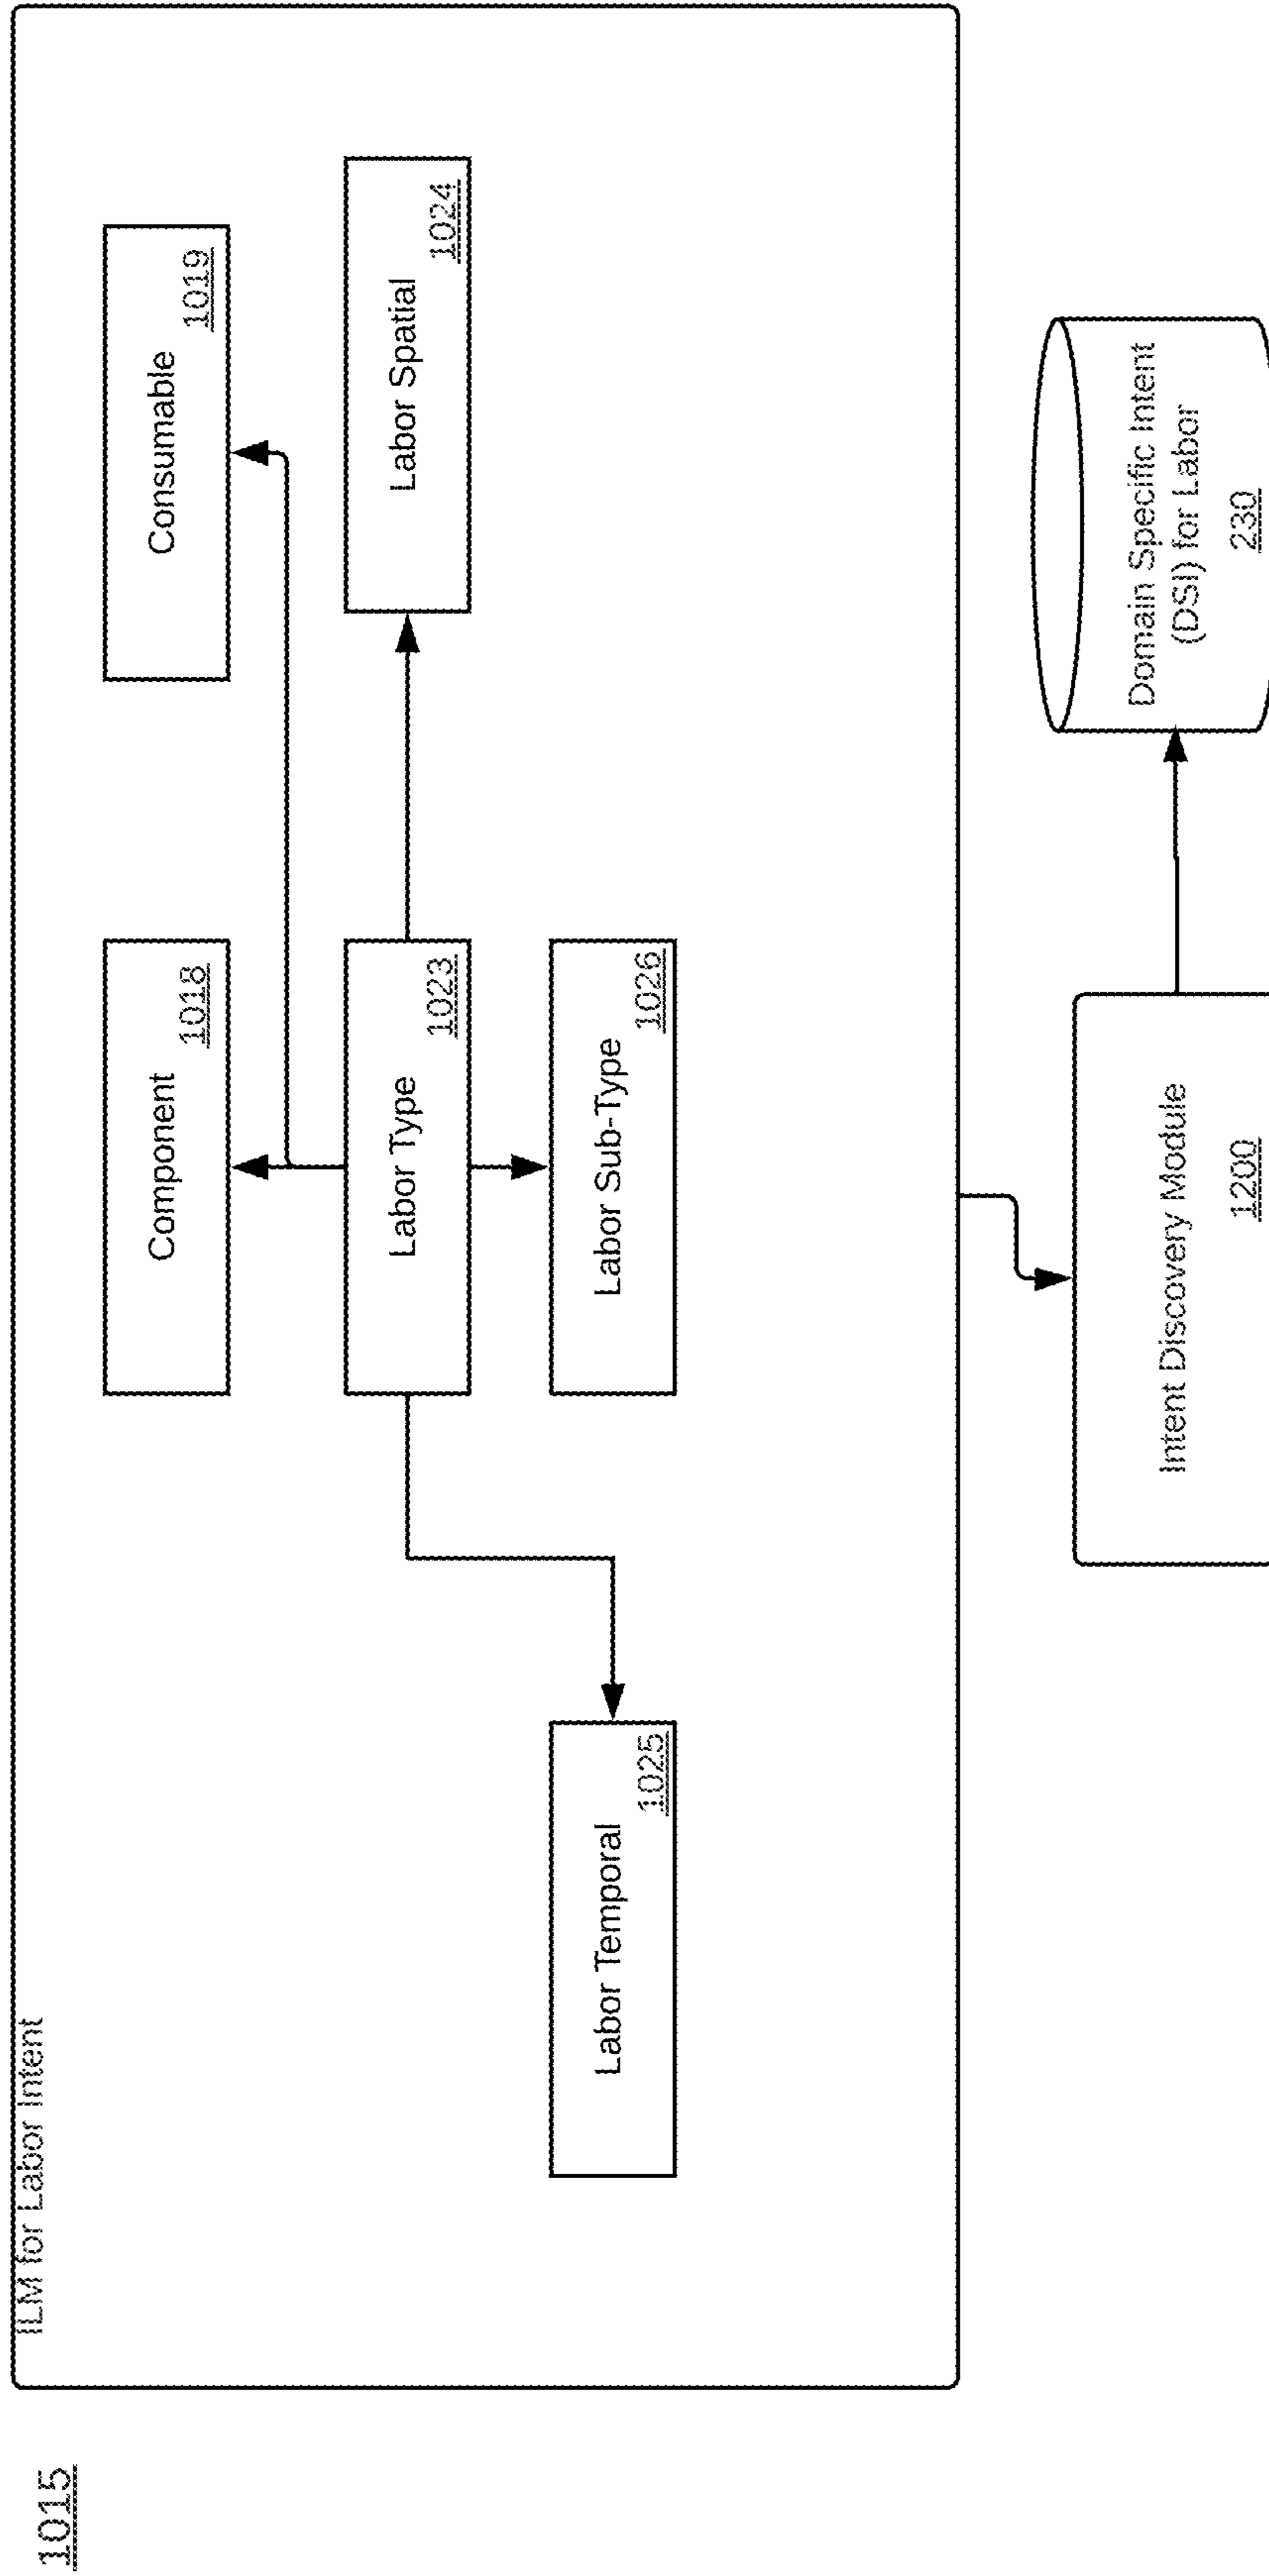 1015
ILM for Labor Intent
Component
1018
Consumable
1019
Labor Type
1023
Labor Spatial
1024
Labor Temporal
1025
Labor Sub-Type
1026
Intent Discovery Module
1200
Domain Specific Intent
(DSI) for Labor
230